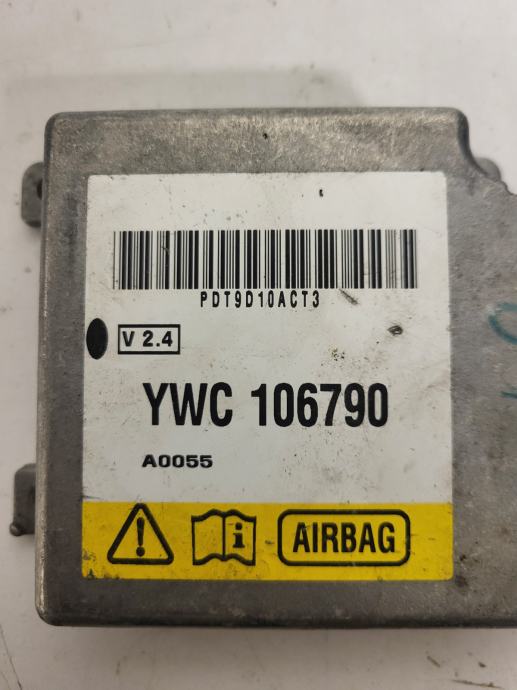 PDT9D10ACT3
V 2.4
YWC 106790
A0055
i AIRBAG